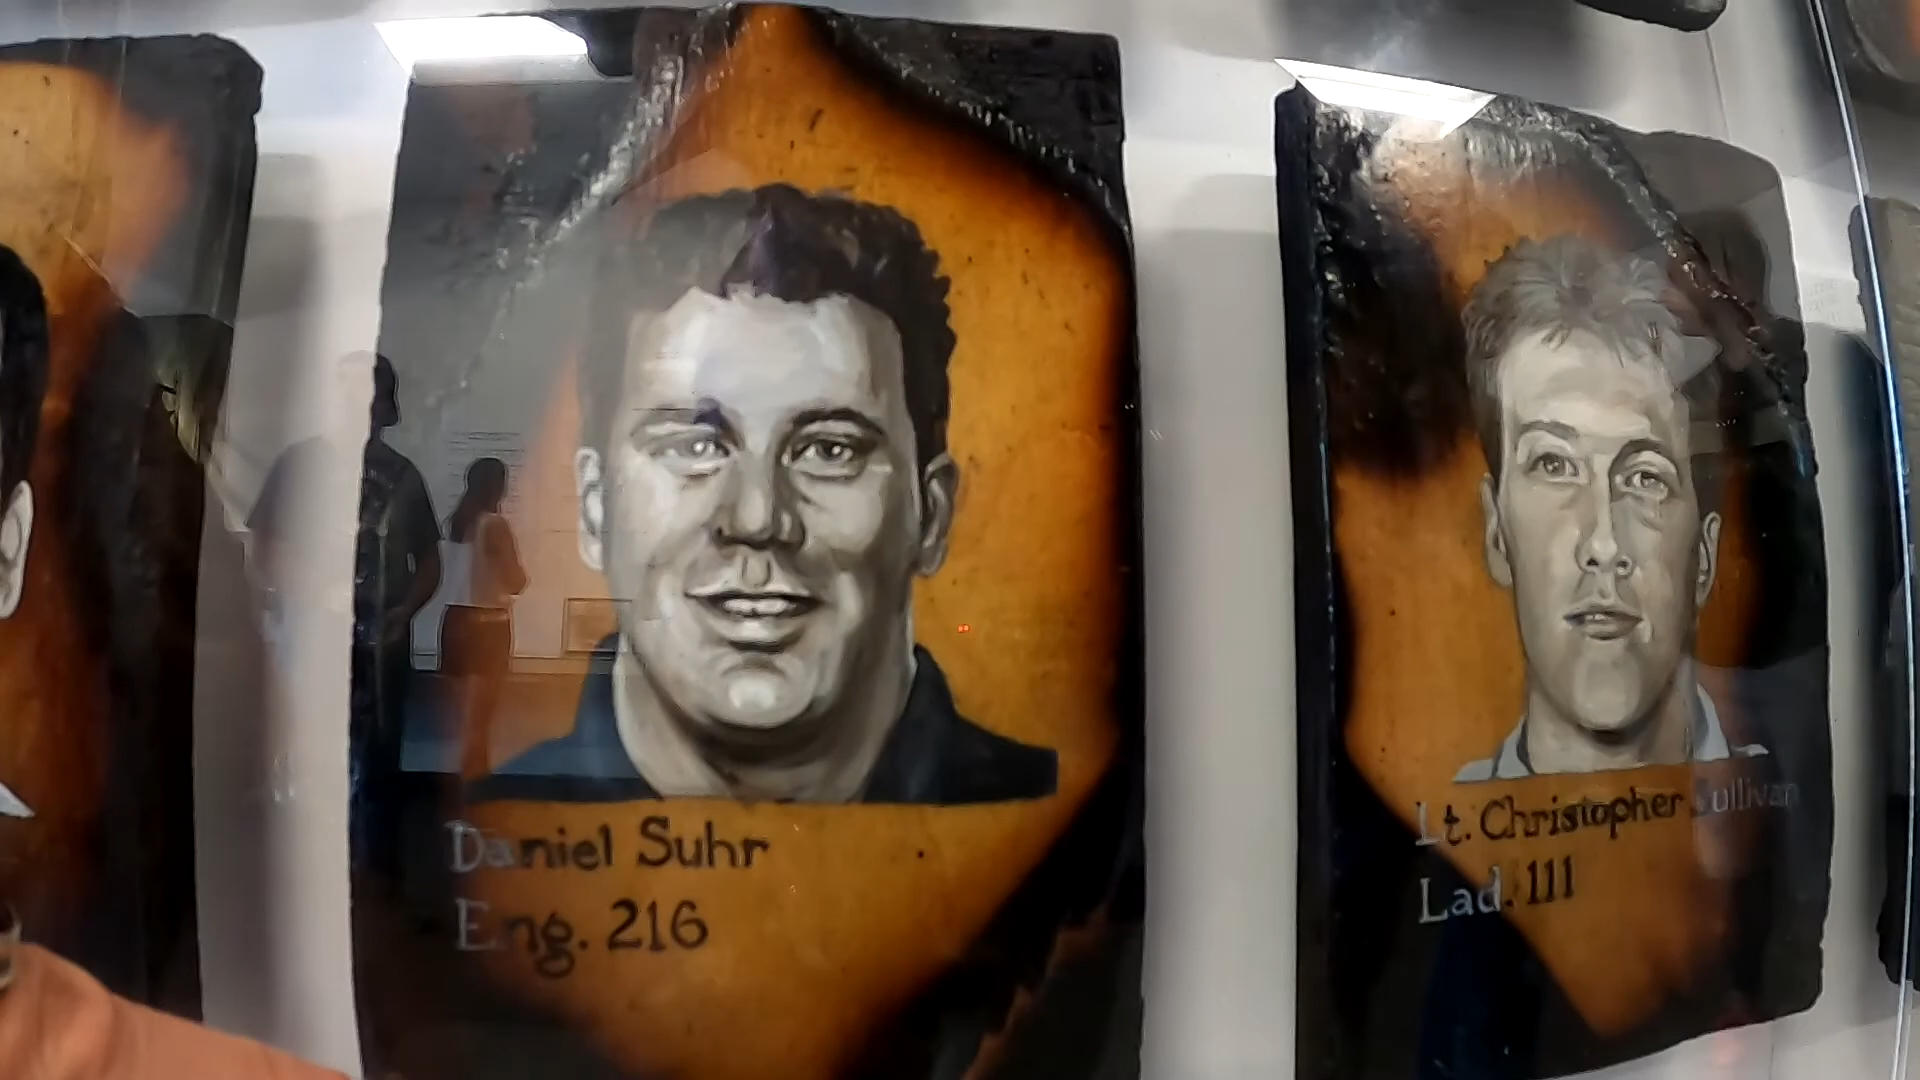 Daniel Suhr
Eng. 216
Lt. Christopher Sullivan
Lad. 111